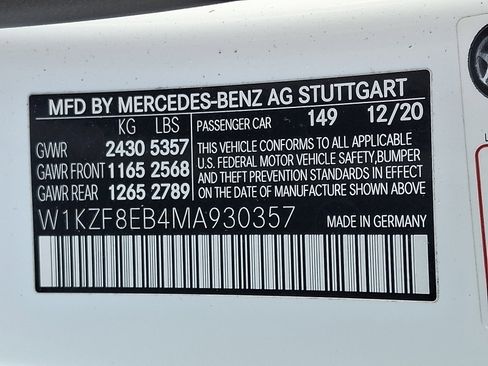 MFD BY MERCEDES-BENZ AG STUTTGART
KG LBS
GVWR 2430 5357
GAWR FRONT 1165 2568
GAWR REAR 1265 2789
PASSENGER CAR 149 12/20
THIS VEHICLE CONFORMS TO ALL APPLICABLE
U.S. FEDERAL MOTOR VEHICLE SAFETY,BUMPER
AND THEFT PREVENTION STANDARDS IN EFFECT
ON THE DATE OF MANUFACTURE SHOWN ABOVE
W1KZF8EB4MA930357 MADE IN GERMANY